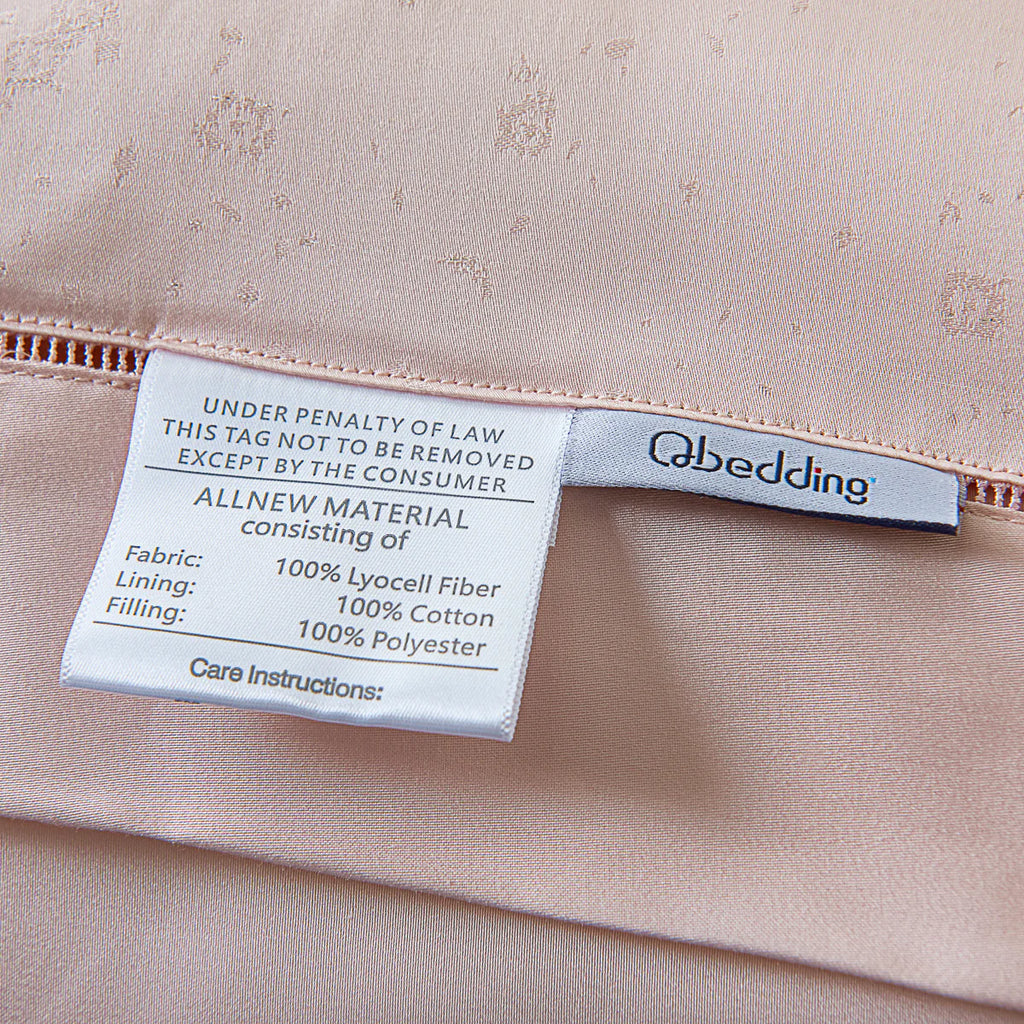 UNDER PENALTY OF LAW
THIS TAG NOT TO BE REMOVED
EXCEPT BY THE CONSUMER
ALLNEW MATERIAL
consisting of
Fabric: 100% Lyocell Fiber
Lining: 100% Cotton
Filling: 100% Polyester
Care Instructions:
Qbedding